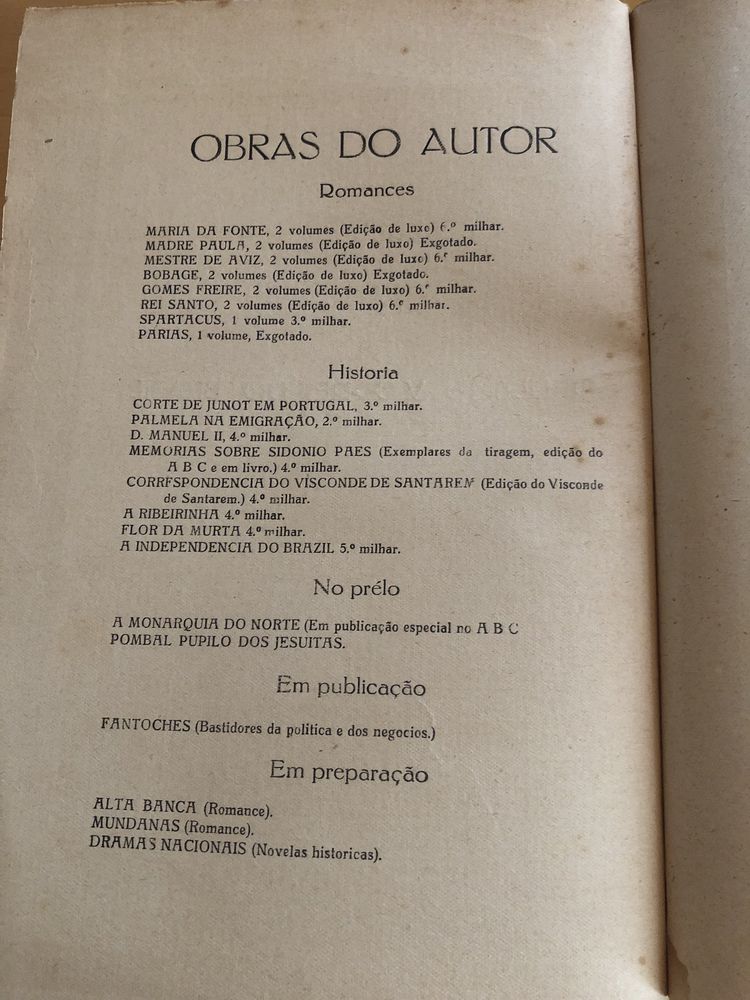 OBRAS DO AUTOR
Romances
MARIA DA FONTE, 2 volumes (Edição de luxo) 6.º milhar.
MADRE PAULA, 2 volumes (Edição de luxo) Exgotado.
MESTRE DE AVIZ, 2 volumes (Edição de luxo) 6.º milhar.
BOBAGE, 2 volumes (Edição de luxo) Exgotado.
GOMES FREIRE, 2 volumes (Edição de luxo) 6.º milhar.
REI SANTO, 2 volumes (Edição de luxo) 6.º milhar.
SPARTACUS, 1 volume 3.º milhar.
PARIAS, 1 volume, Exgotado.
Historia
CORTE DE JUNOT EM PORTUGAL, 3.º milhar.
PALMELA NA EMIGRAÇÃO, 2.º milhar.
D. MANUEL II, 4.º milhar.
MEMORIAS SOBRE SIDONIO PAES (Exemplares da tiragem, edição do
A B C e em livro.) 4.º milhar.
CORRESPONDENCIA DO VISCONDE DE SANTAREM (Edição do Visconde
de Santarem.) 4.º milhar.
A RIBEIRINHA 4.º milhar.
FLOR DA MURTA 4.º milhar.
A INDEPENDENCIA DO BRAZIL 5.º milhar.
No prélo
A MONARQUIA DO NORTE (Em publicação especial no A B C
POMBAL PUPILO DOS JESUITAS.
Em publicação
FANTOCHES (Bastidores da politica e dos negocios.)
Em preparação
ALTA BANCA (Romance).
MUNDANAS (Romance).
DRAMAS NACIONAIS (Novelas historicas).